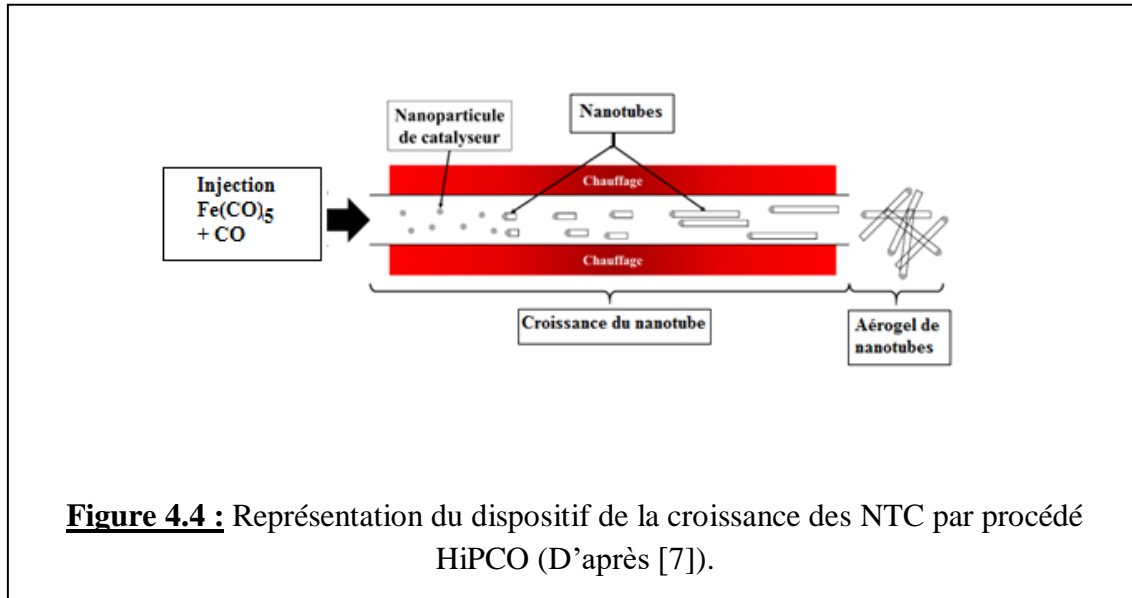 Nanoparticule
de catalyseur
Nanotubes
Injection
Fe(CO)5
+ CO
Chauffage
Chauffage
Croissance du nanotube
Aérogel de
nanotubes
Figure 4.4 : Représentation du dispositif de la croissance des NTC par procédé
HiPCO (D’après [7]).